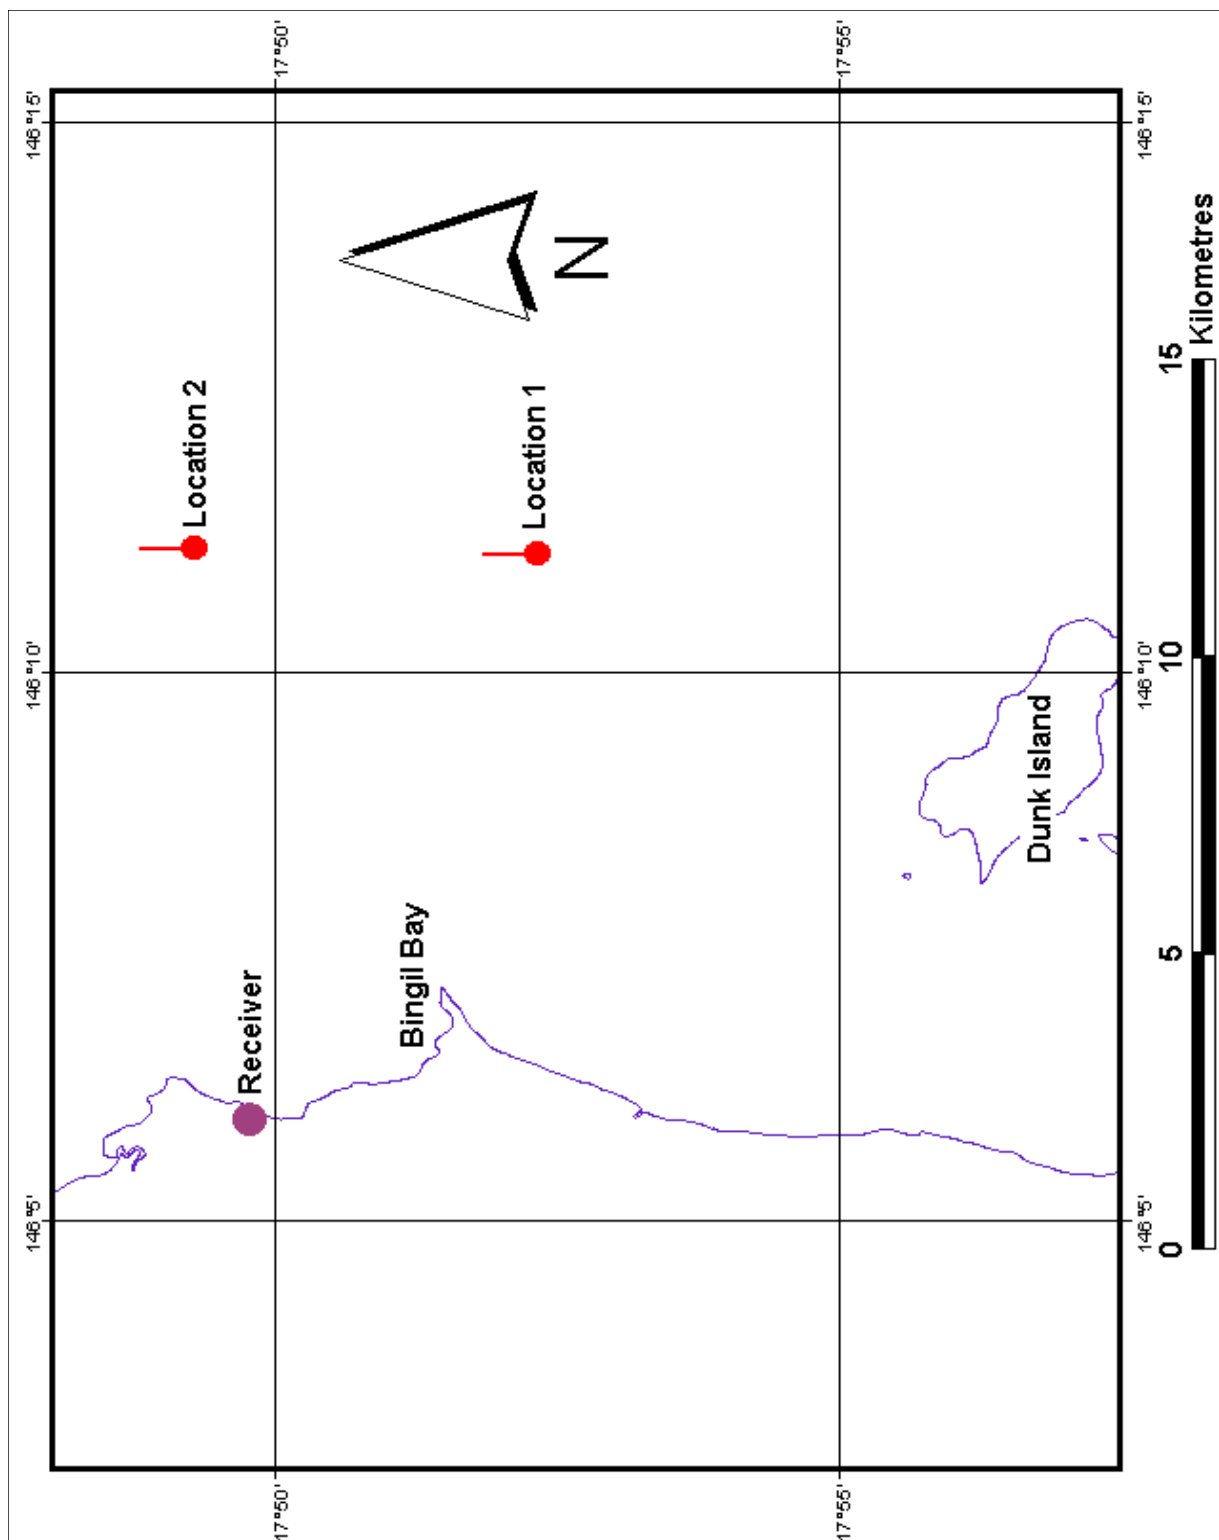 146°5' 146°10' 146°15'
Location 2
Receiver
17°50' 17°50'
Bingil Bay
Location 1
N
17°55' 17°55'
Dunk Island
146°5' 146°10' 146°15'
0 5 10 15
Kilometres